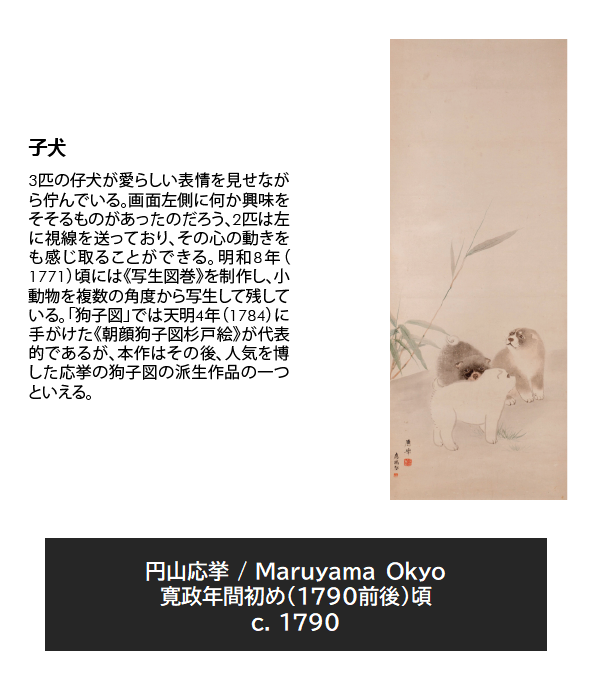 子犬
3匹の仔犬が愛らしい表情を見せなが
ら佇んでいる。画面左側に何か興味を
そそるものがあったのだろう、2匹は左
に視線を送っており、その心の動きを
も感じ取ることができる。明和8年（
1771）頃には《写生図巻》を制作し、小
動物を複数の角度から写生して残して
いる。「狗子図」では天明4年（1784）に
手がけた《朝顔狗子図杉戸絵》が代表
的であるが、本作はその後、人気を博
した応挙の狗子図の派生作品の一つ
といえる。
円山応挙 / Maruyama Okyo
寛政年間初め（1790前後）頃
c. 1790